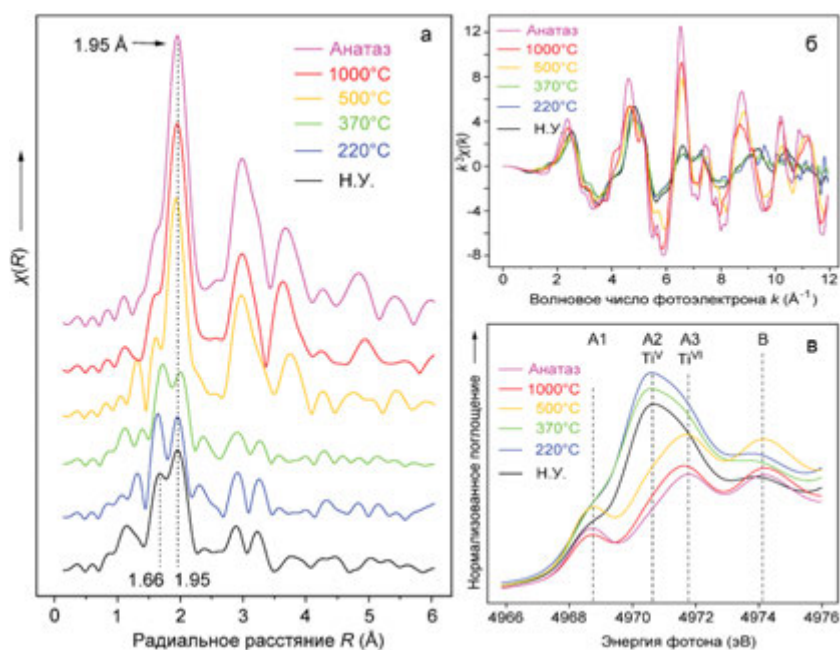 а
1.95 Å
Анатаз
1000°C
500°C
370°C
220°C
Н.У.
χ(R)
1.66
1.95
0 1 2 3 4 5 6
Радиальное расстояние R (Å)
б
12
8
4
0
-4
-8
k³χ(k)
Анатаз
1000°C
500°C
370°C
220°C
Н.У.
0 2 4 6 8 10 12
Волновое число фотоэлектрона k (Å⁻¹)
в
A1 A2 A3 B
Ti^V Ti^VI
Анатаз
1000°C
500°C
370°C
220°C
Н.У.
Нормализованное поглощение
4966 4968 4970 4972 4974 4976
Энергия фотона (эВ)